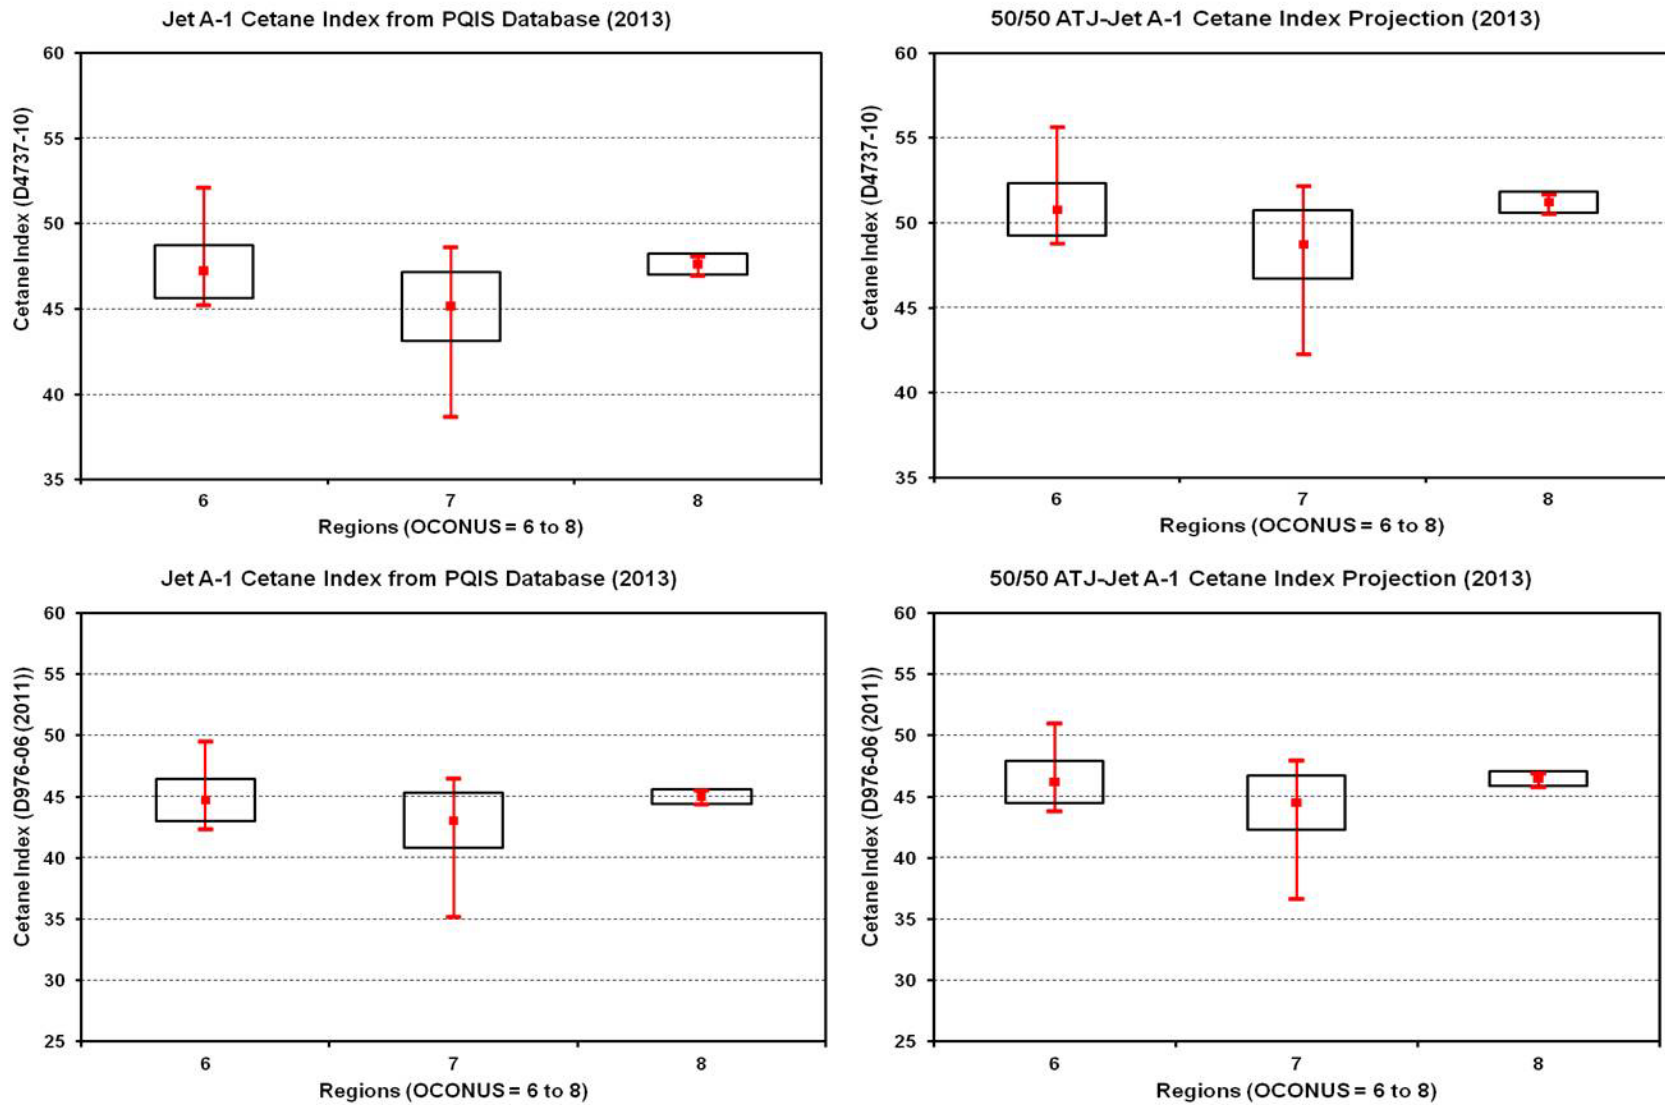 Jet A-1 Cetane Index from PQIS Database (2013)
Cetane Index (D4737-10)
60
55
50
45
40
35
6 7 8
Regions (OCONUS = 6 to 8)
50/50 ATJ-Jet A-1 Cetane Index Projection (2013)
Cetane Index (D4737-10)
60
55
50
45
40
35
6 7 8
Regions (OCONUS = 6 to 8)
Jet A-1 Cetane Index from PQIS Database (2013)
Cetane Index (D976-06 (2011))
60
55
50
45
40
35
30
25
6 7 8
Regions (OCONUS = 6 to 8)
50/50 ATJ-Jet A-1 Cetane Index Projection (2013)
Cetane Index (D976-06 (2011))
60
55
50
45
40
35
30
25
6 7 8
Regions (OCONUS = 6 to 8)